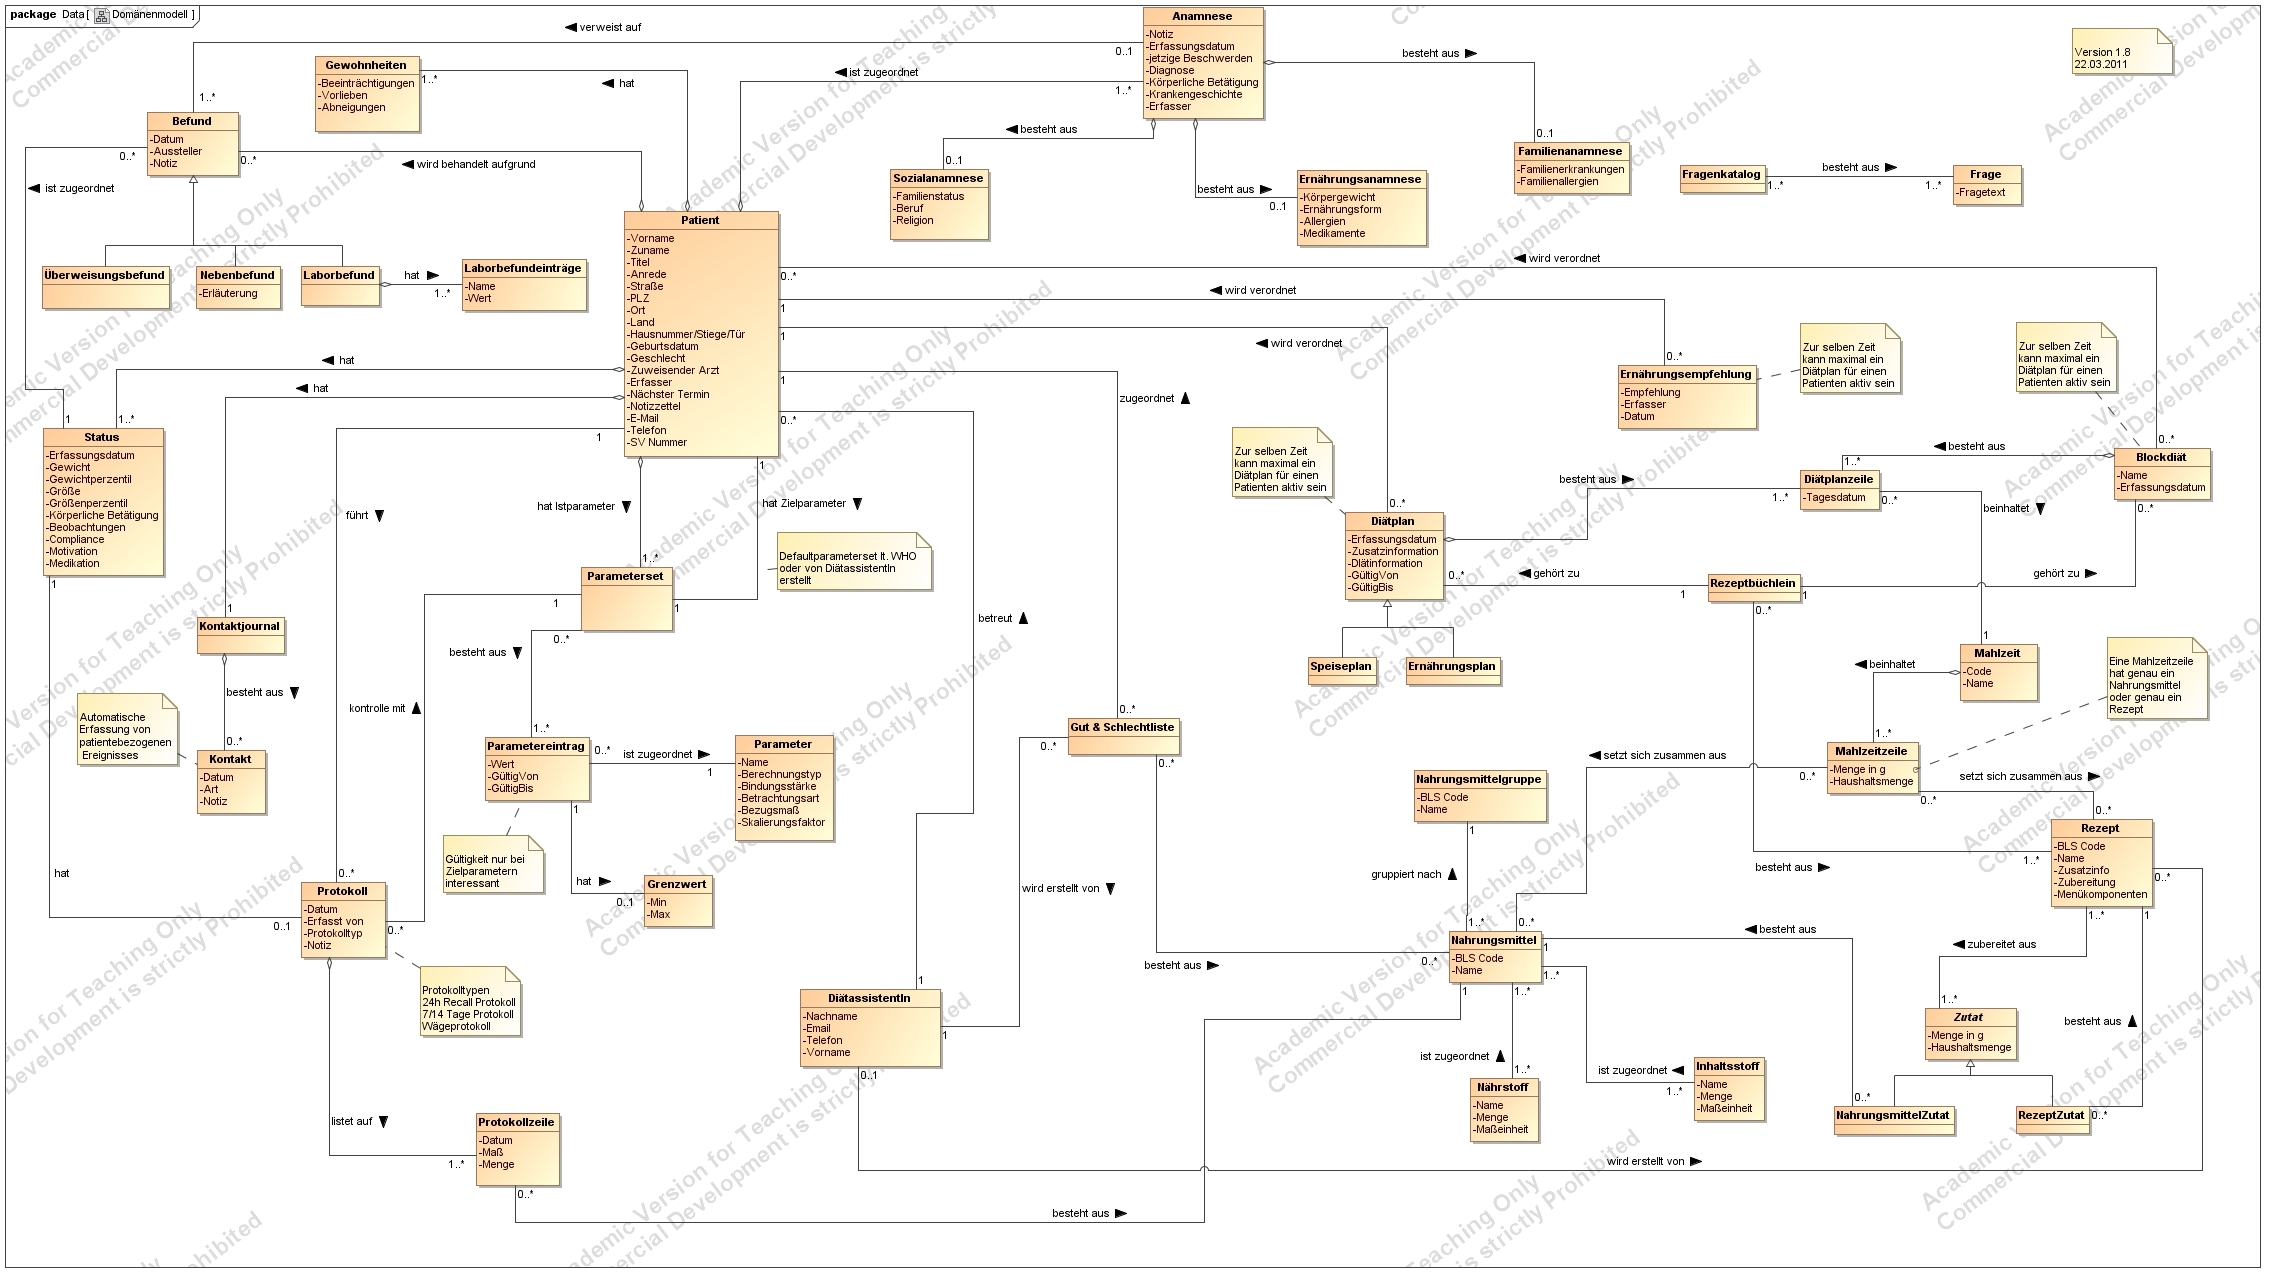 package Data [ Domänenmodell ]
Version 1.8
22.03.2011
Anamnese
-Notiz
-Erfassungsdatum
-jetzige Beschwerden
-Diagnose
-Körperliche Betätigung
-Krankengeschichte
-Erfasser
verweist auf
0..1
1..*
ist zugeordnet
1..*
besteht aus
0..1
besteht aus
0..1
besteht aus
0..1
Gewohnheiten
-Beeinträchtigungen
-Vorlieben
-Abneigungen
1..*
hat
Befund
-Datum
-Aussteller
-Notiz
0..*
0..*
wird behandelt aufgrund
ist zugeordnet
Sozialanamnese
-Familienstatus
-Beruf
-Religion
Ernährungsanamnese
-Körpergewicht
-Ernährungsform
-Allergien
-Medikamente
Familienanamnese
-Familienerkrankungen
-Familienallergien
Fragenkatalog
1..*
besteht aus
1..*
Frage
-Fragetext
Überweisungsbefund
Nebenbefund
-Erläuterung
Laborbefund
hat
1..*
Laborbefundeinträge
-Name
-Wert
Patient
-Vorname
-Zuname
-Titel
-Anrede
-Straße
-PLZ
-Ort
-Land
-Hausnummer/Stiege/Tür
-Geburtsdatum
-Geschlecht
-Zuweisender Arzt
-Erfasser
-Nächster Termin
-Notizzettel
-E-Mail
-Telefon
-SV Nummer
0..*
wird verordnet
1
wird verordnet
1
wird verordnet
1
zugeordnet
0..*
hat
hat
1
1..*
1
1
Zur selben Zeit
kann maximal ein
Diätplan für einen
Patienten aktiv sein
Zur selben Zeit
kann maximal ein
Diätplan für einen
Patienten aktiv sein
Zur selben Zeit
kann maximal ein
Diätplan für einen
Patienten aktiv sein
0..*
Ernährungsempfehlung
-Empfehlung
-Erfasser
-Datum
0..*
Blockdiät
-Name
-Erfassungsdatum
0..*
besteht aus
1..*
Diätplanzeile
-Tagesdatum
besteht aus
1..*
0..*
beinhaltet
Status
-Erfassungsdatum
-Gewicht
-Gewichtperzentil
-Größe
-Größenperzentil
-Körperliche Betätigung
-Beobachtungen
-Compliance
-Motivation
-Medikation
1
führt
hat Istparameter
hat Zielparameter
1..*
Defaultparameterset lt. WHO
oder von DiätassistentIn
erstellt
Parameterset
1
1
0..*
0..*
Diätplan
-Erfassungsdatum
-Zusatzinformation
-DIätinformation
-GültigVon
-GültigBis
0..*
gehört zu
1
Rezeptbüchlein
1
gehört zu
0..*
Speiseplan
Ernährungsplan
1
Kontaktjournal
besteht aus
0..*
Automatische
Erfassung von
patientebezogenen
Ereignisses
Kontakt
-Datum
-Art
-Notiz
besteht aus
1..*
kontrolle mit
betreut
1
Mahlzeit
-Code
-Name
beinhaltet
1..*
Eine Mahlzeitzeile
hat genau ein
Nahrungsmittel
oder genau ein
Rezept
0..*
Gut & Schlechtliste
0..*
0..*
Parametereintrag
-Wert
-GültigVon
-GültigBis
0..*
ist zugeordnet
1
1
Parameter
-Name
-Berechnungstyp
-Bindungsstärke
-Betrachtungsart
-Bezugsmaß
-Skalierungsfaktor
Mahlzeitzeile
-Menge in g
-Haushaltsmenge
setzt sich zusammen aus
0..*
setzt sich zusammen aus
0..*
0..*
Nahrungsmittelgruppe
-BLS Code
-Name
1
gruppiert nach
1..*
0..*
Gültigkeit nur bei
Zielparametern
interessant
hat
0..1
Grenzwert
-Min
-Max
Rezept
-BLS Code
-Name
-Zusatzinfo
-Zubereitung
-Menükomponenten
besteht aus
1..*
0..*
1..*
1
hat
0..1
0..*
Protokoll
-Datum
-Erfasst von
-Protokolltyp
-Notiz
0..*
Protokolltypen
24h Recall Protokoll
7/14 Tage Protokoll
Wägeprotokoll
wird erstellt von
besteht aus
0..*
Nahrungsmittel
-BLS Code
-Name
1
1..*
1
1..*
besteht aus
zubereitet aus
1..*
besteht aus
Zutat
-Menge in g
-Haushaltsmenge
1
DiätassistentIn
-Nachname
-Email
-Telefon
-Vorname
1
0..1
ist zugeordnet
1..*
Nährstoff
-Name
-Menge
-Maßeinheit
ist zugeordnet
1..*
Inhaltsstoff
-Name
-Menge
-Maßeinheit
0..*
NahrungsmittelZutat
RezeptZutat
0..*
listet auf
1..*
Protokollzeile
-Datum
-Maß
-Menge
0..*
wird erstellt von
besteht aus
Academic Version for Teaching Only
Commercial Development is strictly Prohibited